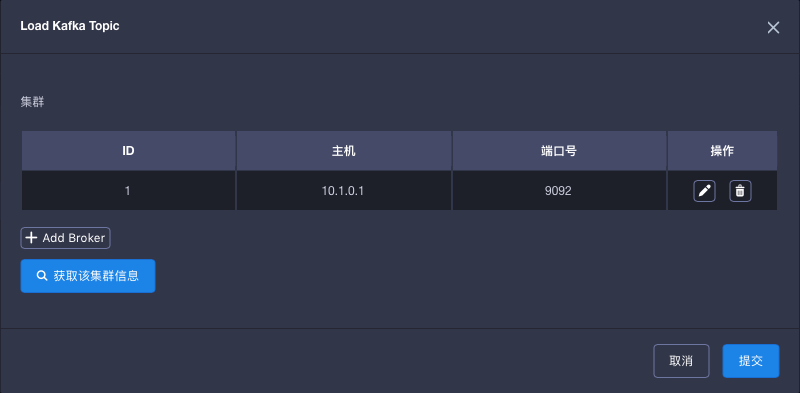 Load Kafka Topic
集群
ID 主机 端口号 操作
1 10.1.0.1 9092
Add Broker
获取该集群信息
取消 提交